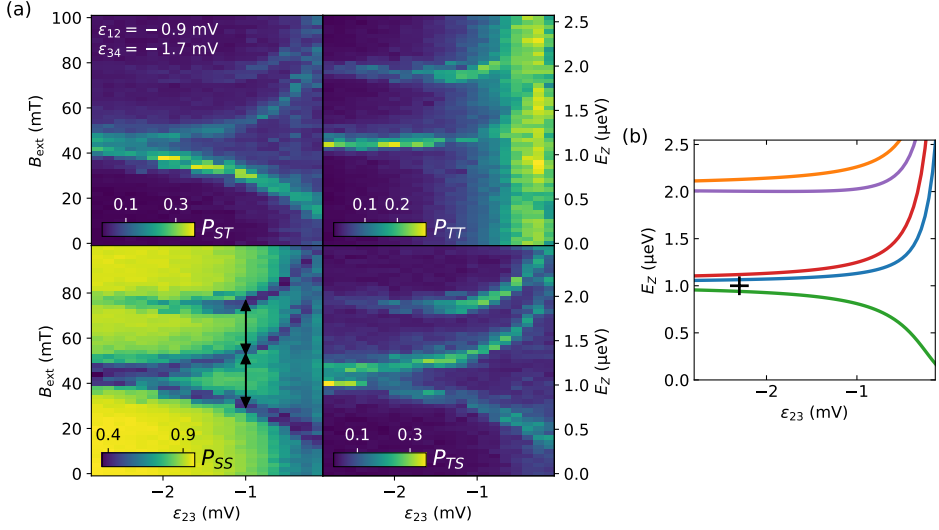 (a)
ε₁₂ = −0.9 mV
ε₃₄ = −1.7 mV
100
80
60
40
20
0
B_ext (mT)
0.1 0.3
P_ST
0.1 0.2
P_TT
2.5
2.0
1.5
1.0
0.5
0.0
E_Z (μeV)
80
60
40
20
0
B_ext (mT)
0.4 0.9
P_SS
0.1 0.3
P_TS
2.5
2.0
1.5
1.0
0.5
0.0
E_Z (μeV)
−2 −1
ε₂₃ (mV)
−2 −1
ε₂₃ (mV)
(b)
2.5
2.0
1.5
1.0
0.5
0.0
E_Z (μeV)
−2 −1
ε₂₃ (mV)